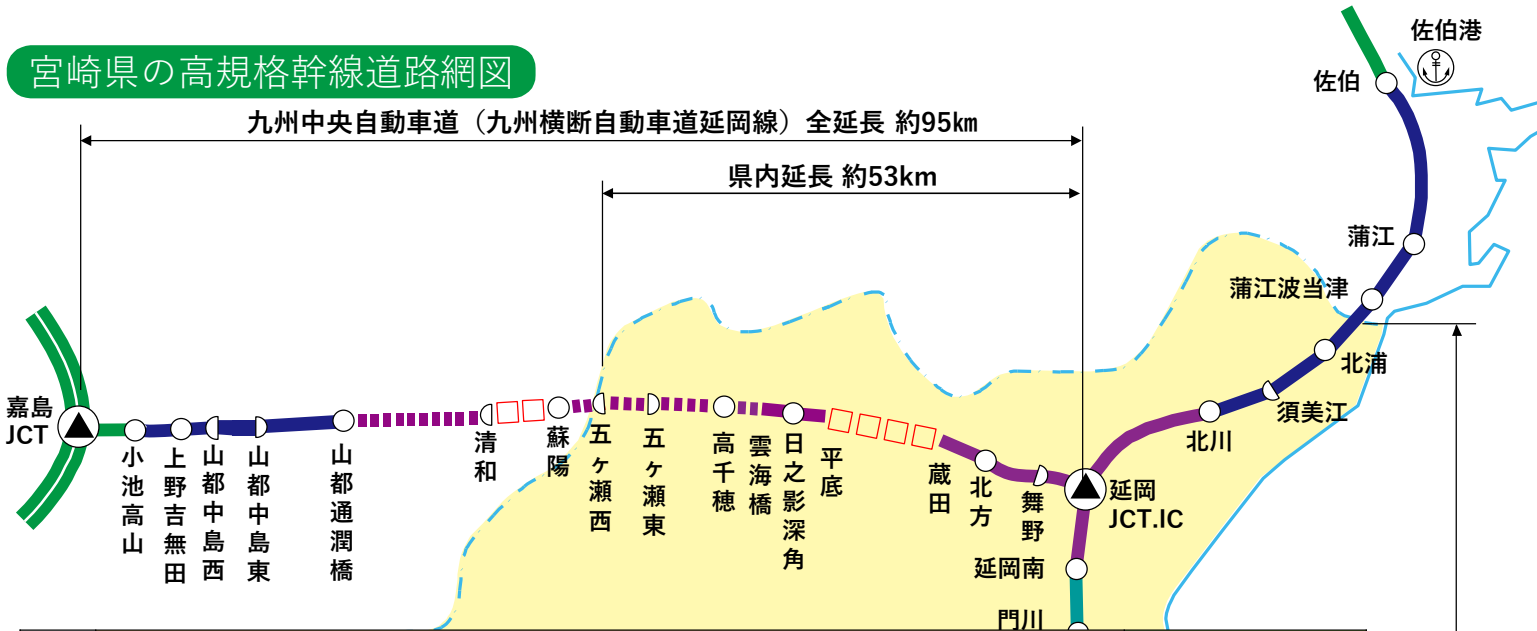 宮崎県の高規格幹線道路網図
佐伯港
佐伯
九州中央自動車道（九州横断自動車道延岡線）全延長 約95㎞
県内延長 約53km
蒲江
蒲江波当津
北浦
須美江
北川
嘉島
JCT
小池高山
上野吉無田
山都中島西
山都中島東
山都通潤橋
清和
蘇陽
五ヶ瀬西
五ヶ瀬東
高千穂
雲海橋
日之影深角
平底
蔵田
北方
舞野
延岡
JCT.IC
延岡南
門川